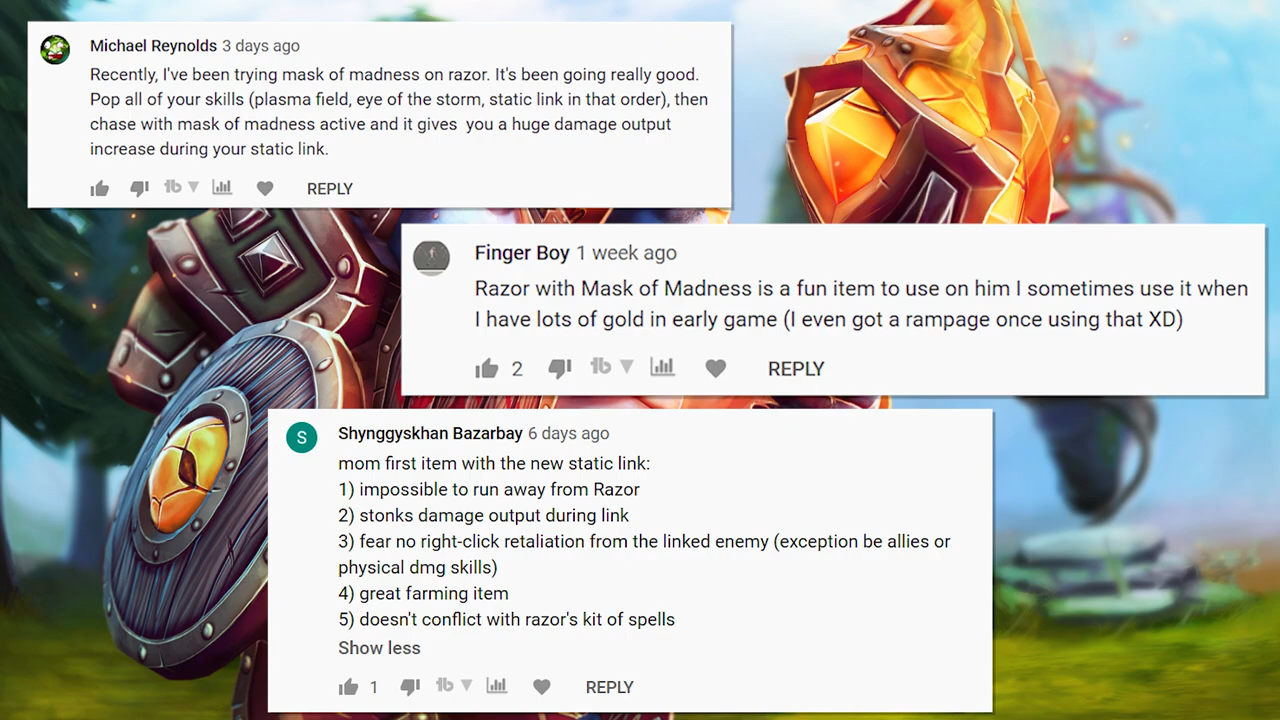 Michael Reynolds 3 days ago
Recently, I've been trying mask of madness on razor. It's been going really good.
Pop all of your skills (plasma field, eye of the storm, static link in that order), then
chase with mask of madness active and it gives you a huge damage output
increase during your static link.
REPLY
Finger Boy 1 week ago
Razor with Mask of Madness is a fun item to use on him I sometimes use it when
I have lots of gold in early game (I even got a rampage once using that XD)
2 tb REPLY
S
Shynggyskhan Bazarbay 6 days ago
mom first item with the new static link:
1) impossible to run away from Razor
2) stonks damage output during link
3) fear no right-click retaliation from the linked enemy (exception be allies or
physical dmg skills)
4) great farming item
5) doesn't conflict with razor's kit of spells
Show less
1 tb REPLY